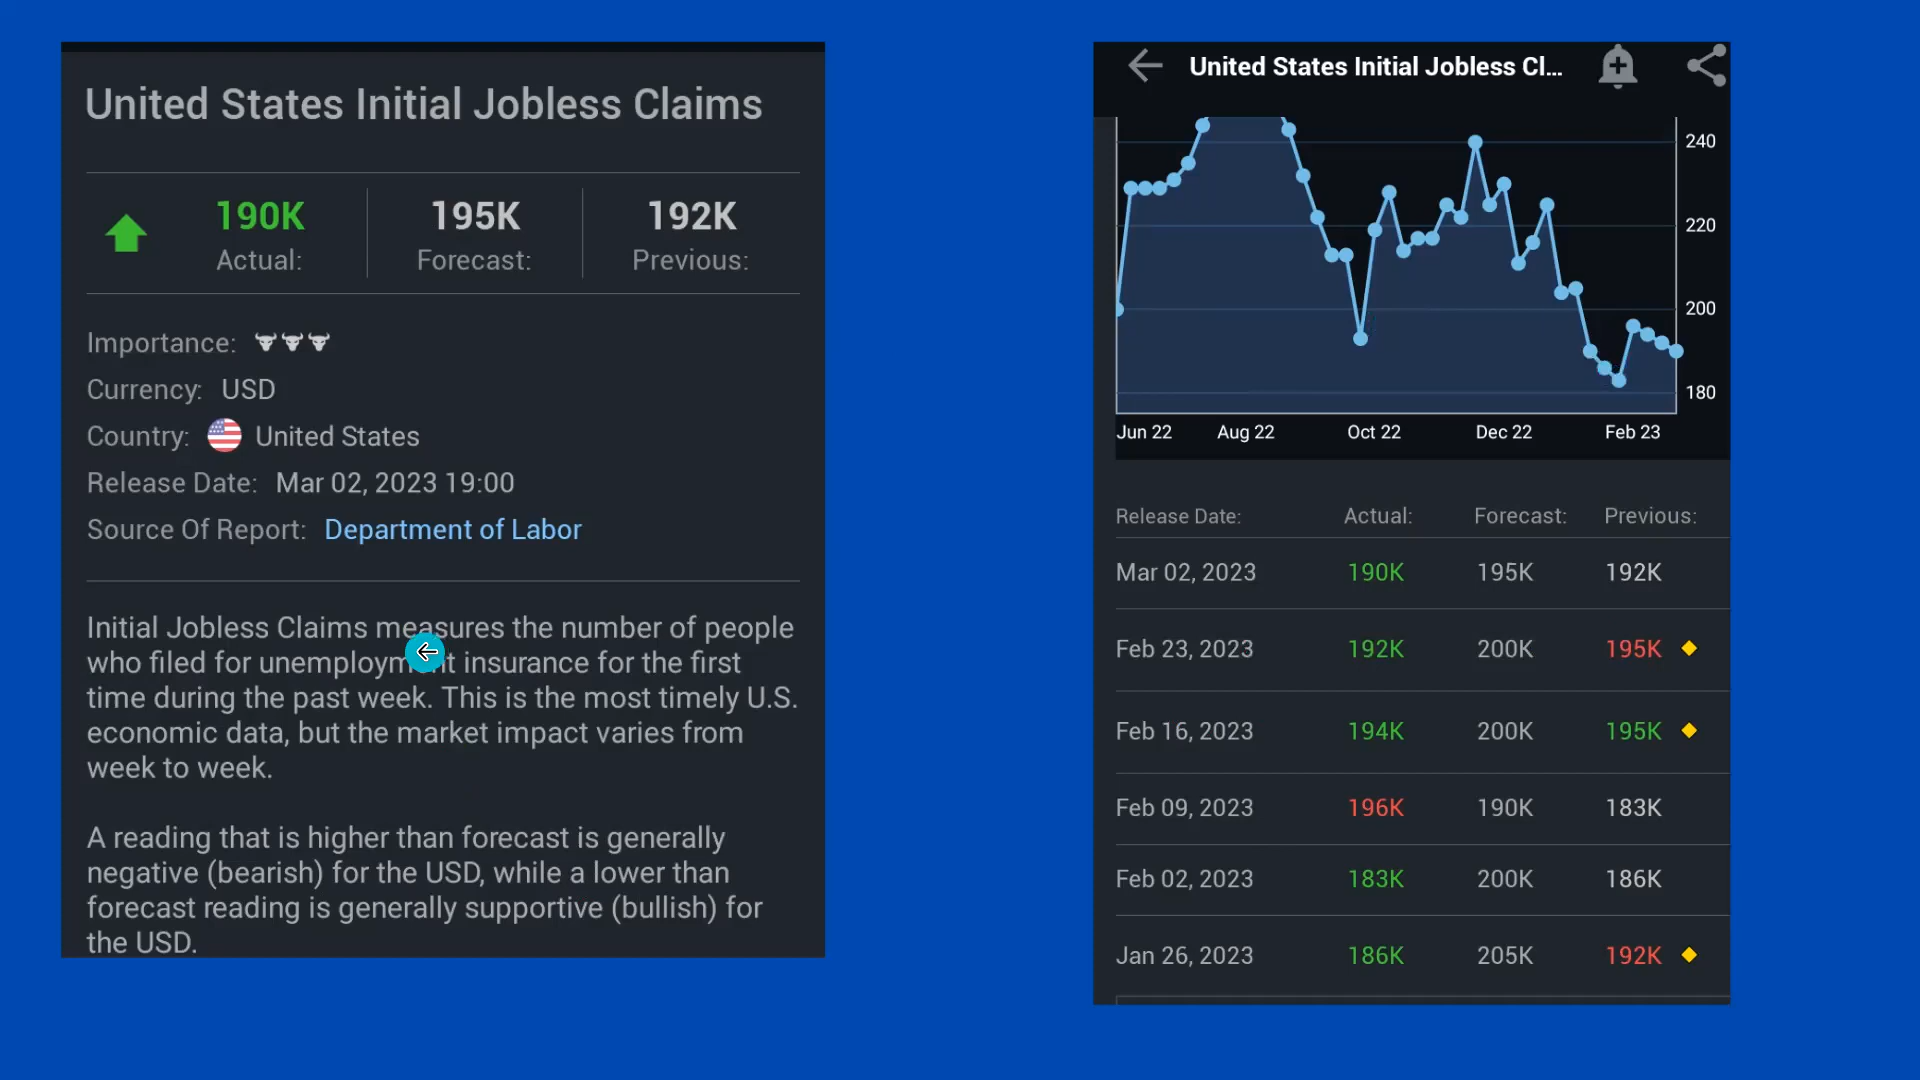 United States Initial Jobless Claims
190K 195K 192K
Actual: Forecast: Previous:
Importance:
Currency: USD
Country: United States
Release Date: Mar 02, 2023 19:00
Source Of Report: Department of Labor
Initial Jobless Claims measures the number of people
who filed for unemployment insurance for the first
time during the past week. This is the most timely U.S.
economic data, but the market impact varies from
week to week.
A reading that is higher than forecast is generally
negative (bearish) for the USD, while a lower than
forecast reading is generally supportive (bullish) for
the USD.
United States Initial Jobless Cl...
240
220
200
180
Jun 22 Aug 22 Oct 22 Dec 22 Feb 23
Release Date: Actual: Forecast: Previous:
Mar 02, 2023 190K 195K 192K
Feb 23, 2023 192K 200K 195K
Feb 16, 2023 194K 200K 195K
Feb 09, 2023 196K 190K 183K
Feb 02, 2023 183K 200K 186K
Jan 26, 2023 186K 205K 192K